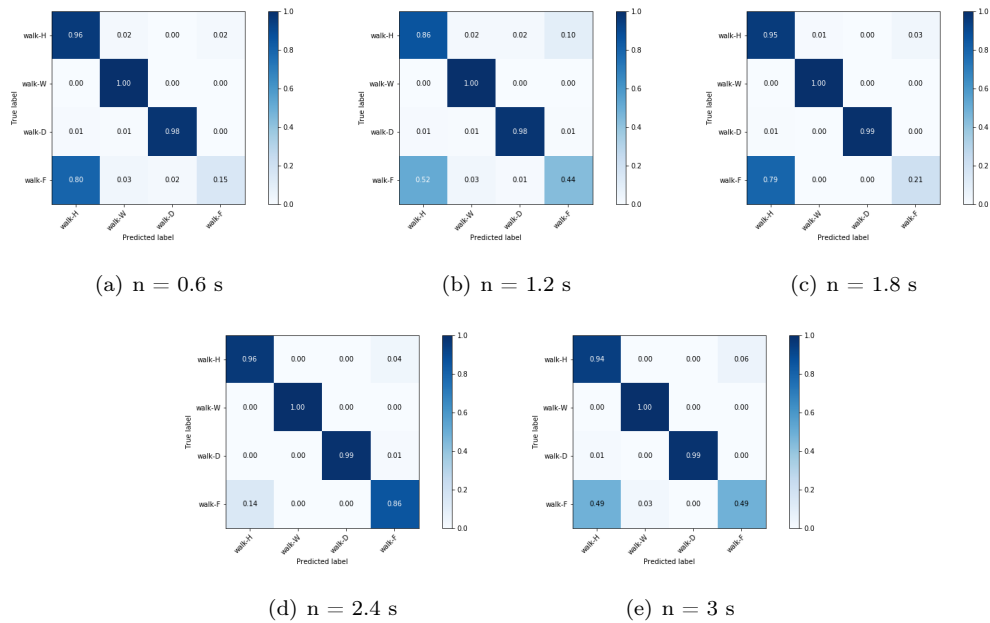 walk-H 0.96 0.02 0.00 0.02
walk-W 0.00 1.00 0.00 0.00
walk-D 0.01 0.01 0.98 0.00
walk-F 0.80 0.03 0.02 0.15
True label
walk-H walk-W walk-D walk-F
Predicted label
1.0
0.8
0.6
0.4
0.2
0.0
(a) n = 0.6 s
walk-H 0.86 0.02 0.02 0.10
walk-W 0.00 1.00 0.00 0.00
walk-D 0.01 0.01 0.98 0.01
walk-F 0.52 0.03 0.01 0.44
True label
walk-H walk-W walk-D walk-F
Predicted label
1.0
0.8
0.6
0.4
0.2
0.0
(b) n = 1.2 s
walk-H 0.95 0.01 0.00 0.03
walk-W 0.00 1.00 0.00 0.00
walk-D 0.01 0.00 0.99 0.00
walk-F 0.79 0.00 0.00 0.21
True label
walk-H walk-W walk-D walk-F
Predicted label
1.0
0.8
0.6
0.4
0.2
0.0
(c) n = 1.8 s
walk-H 0.96 0.00 0.00 0.04
walk-W 0.00 1.00 0.00 0.00
walk-D 0.00 0.00 0.99 0.01
walk-F 0.14 0.00 0.00 0.86
True label
walk-H walk-W walk-D walk-F
Predicted label
1.0
0.8
0.6
0.4
0.2
0.0
(d) n = 2.4 s
walk-H 0.94 0.00 0.00 0.06
walk-W 0.00 1.00 0.00 0.00
walk-D 0.01 0.00 0.99 0.00
walk-F 0.49 0.03 0.00 0.49
True label
walk-H walk-W walk-D walk-F
Predicted label
1.0
0.8
0.6
0.4
0.2
0.0
(e) n = 3 s